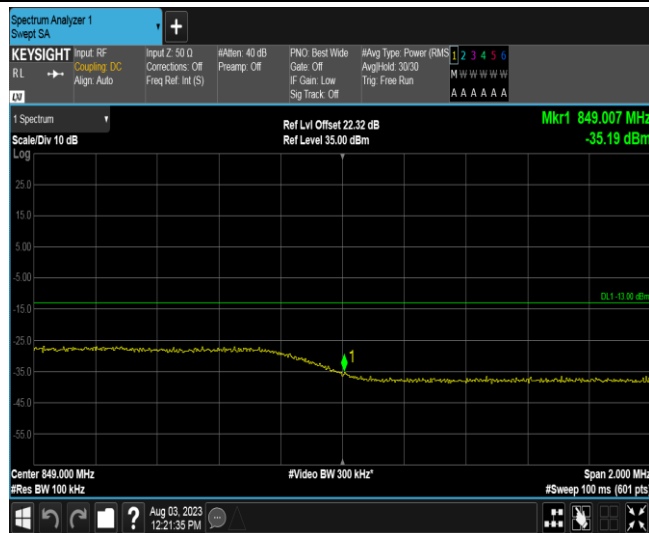 Spectrum Analyzer 1
Swept SA
+
KEYSIGHT
RL
LXI
Input: RF
Coupling: DC
Align: Auto
Input Z: 50 Ω
Corrections: Off
Freq Ref: Int (S)
#Atten: 40 dB
Preamp: Off
PNO: Best Wide
Gate: Off
IF Gain: Low
Sig Track: Off
#Avg Type: Power (RMS
Avg|Hold: 30/30
Trig: Free Run
1 2 3 4 5 6
M W W W W W
A A A A A A
1 Spectrum
Scale/Div 10 dB
Ref Lvl Offset 22.32 dB
Ref Level 35.00 dBm
Mkr1 849.007 MHz
-35.19 dBm
Log
25.0
15.0
5.00
-5.00
DL1 -13.00 dBm
-15.0
-25.0
1
-35.0
-45.0
-55.0
Center 849.000 MHz
#Video BW 300 kHz*
Span 2.000 MHz
#Res BW 100 kHz
#Sweep 100 ms (601 pts)
?
Aug 03, 2023
12:21:35 PM